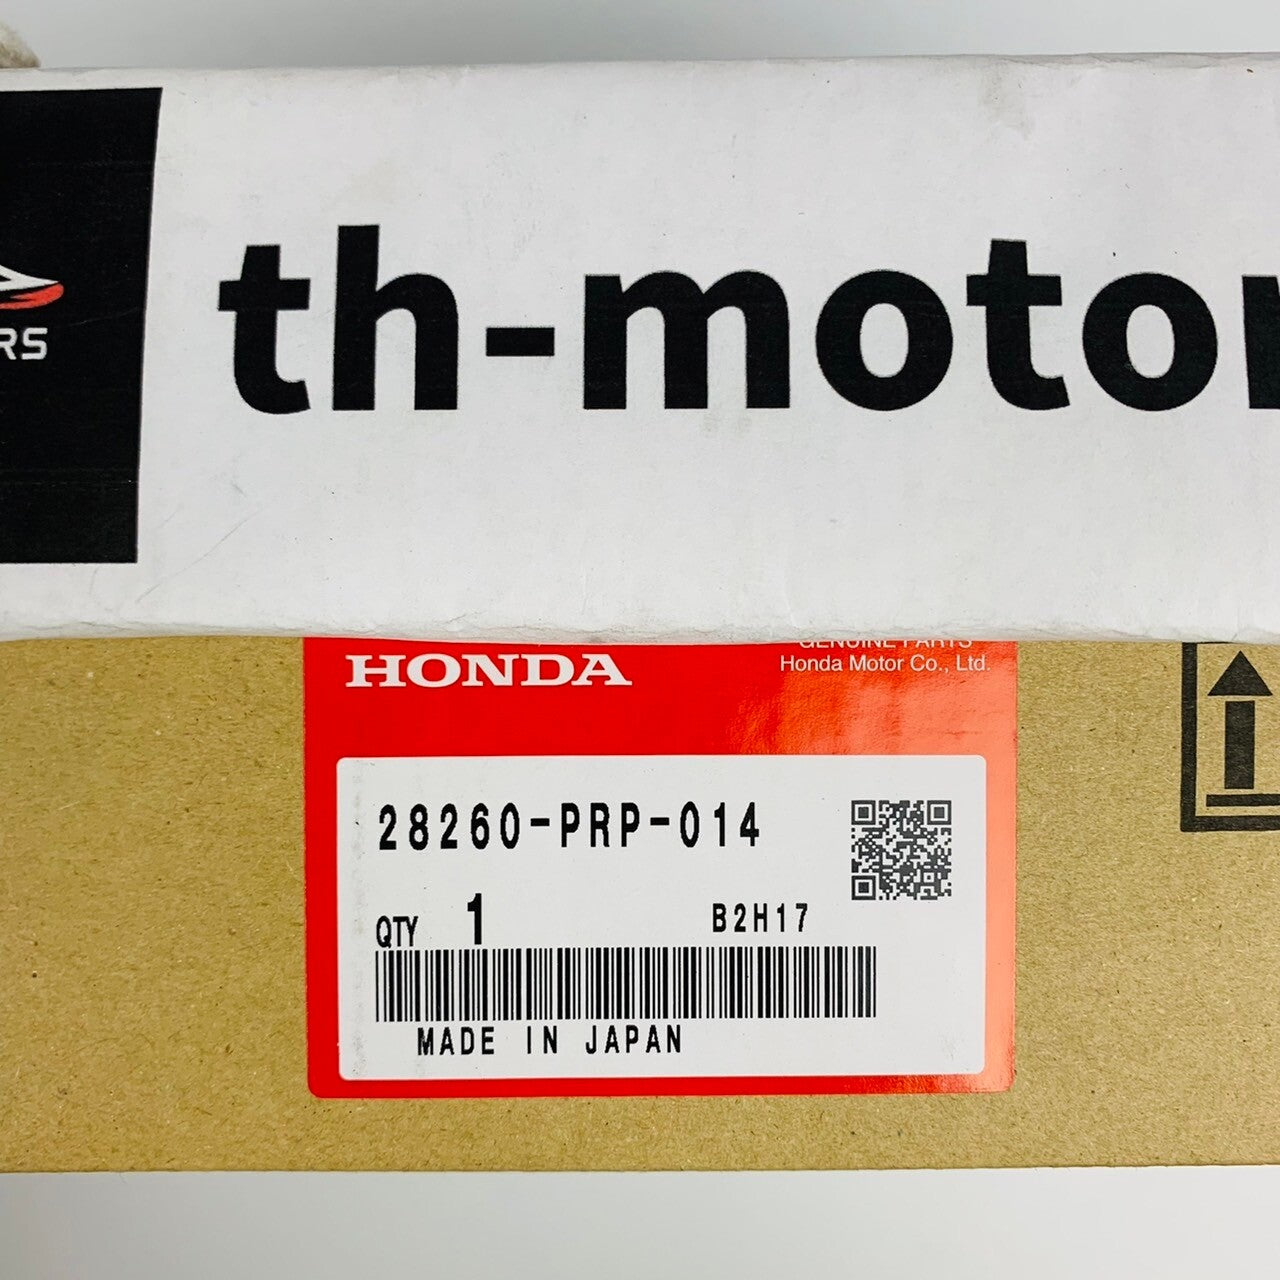 RS
th-motor
GENUINE PARTS
HONDA
Honda Motor Co., Ltd.
28260-PRP-014
QTY 1 B2H17
MADE IN JAPAN